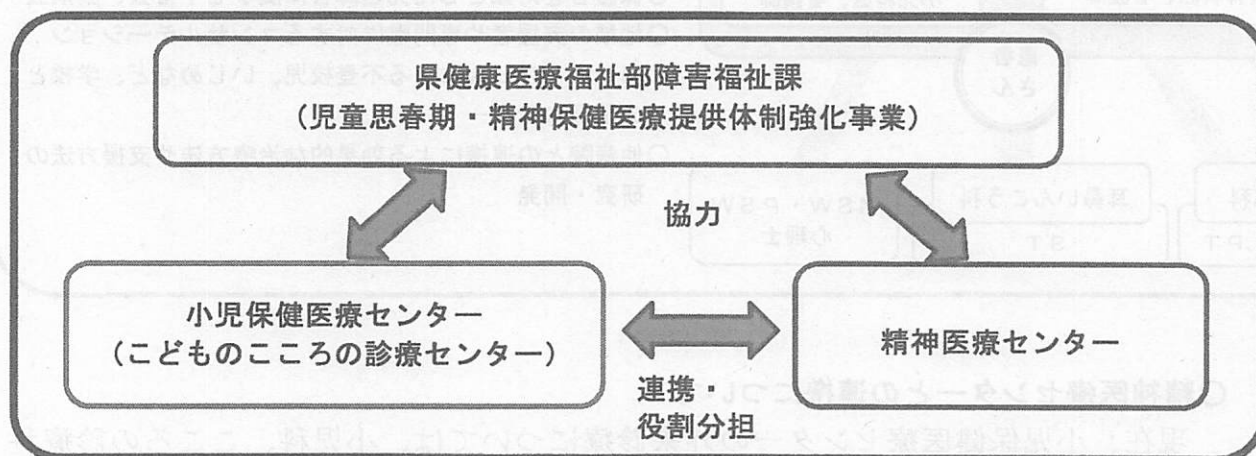 県健康医療福祉部障害福祉課
(児童思春期・精神保健医療提供体制強化事業)
協力
小児保健医療センター
(こどものこころの診療センター)
精神医療センター
連携・
役割分担